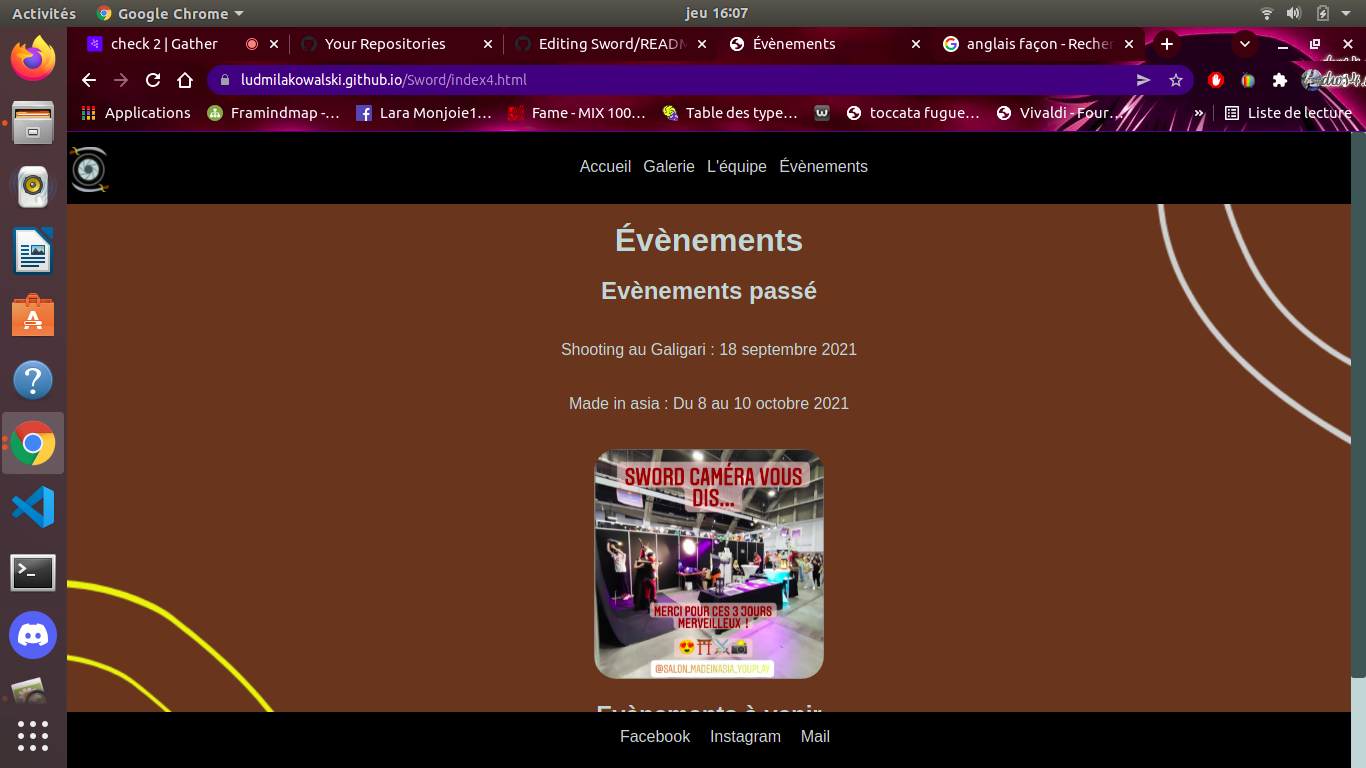 Activités Google Chrome jeu 16:07
check 2 | Gather Your Repositories Editing Sword/READM Évènements anglais façon - Recher
ludmilakowalski.github.io/Sword/index4.html
Applications Framindmap -… Lara Monjoie1… Fame - MIX 100… Table des type… toccata fugue… Vivaldi - Four… » Liste de lecture
Accueil Galerie L'équipe Évènements
Évènements
Evènements passé
Shooting au Galigari : 18 septembre 2021
Made in asia : Du 8 au 10 octobre 2021
SWORD CAMÉRA VOUS
DIS...
MERCI POUR CES 3 JOURS
MERVEILLEUX !
@SALON_MADEINASIA_YOUPLAY
Evènements à venir
Facebook Instagram Mail